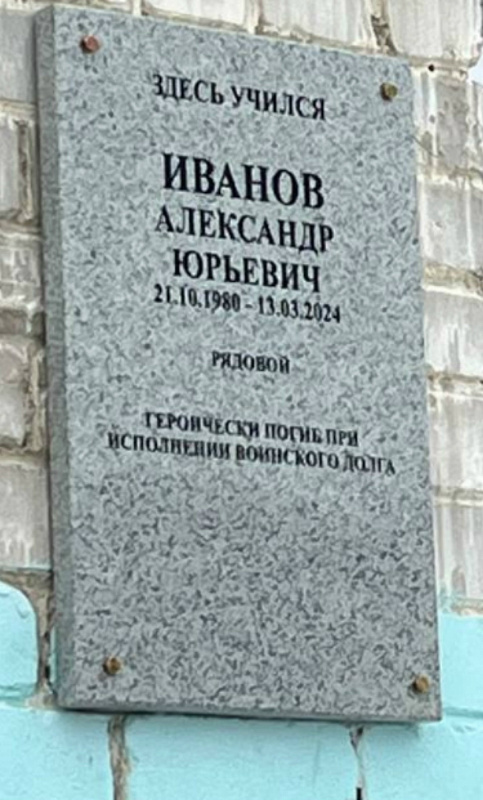 ЗДЕСЬ УЧИЛСЯ
ИВАНОВ
АЛЕКСАНДР
ЮРЬЕВИЧ
21.10.1980 - 13.03.2024
РЯДОВОЙ
ГЕРОИЧЕСКИ ПОГИБ ПРИ
ИСПОЛНЕНИИ ВОИНСКОГО ДОЛГА